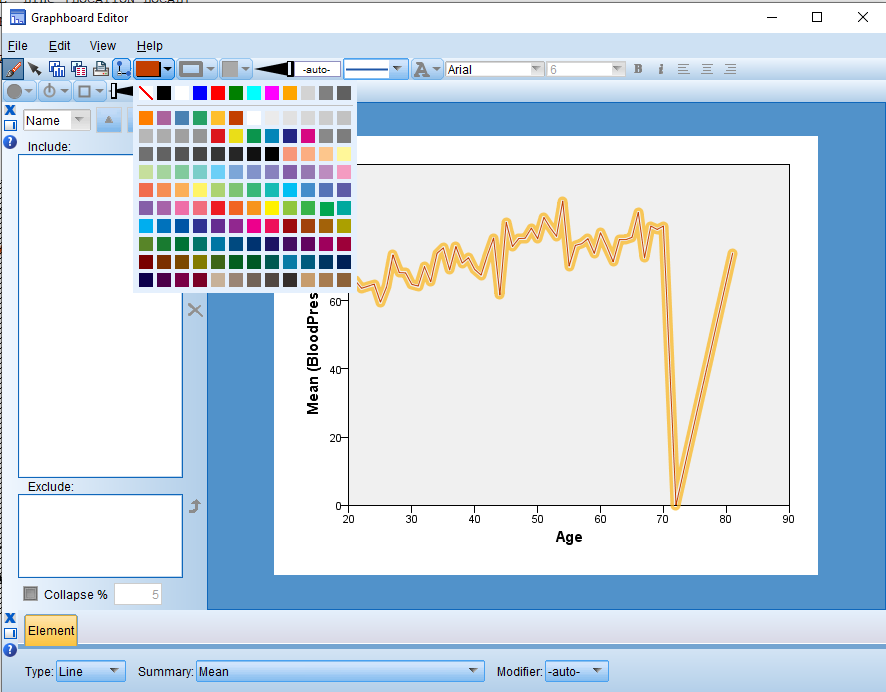 Graphboard Editor
File Edit View Help
-auto- Arial 6 B i
Name
Include:
Exclude:
Collapse % 5
Mean (BloodPres
60
40
20
0
20 30 40 50 60 70 80 90
Age
Element
Type: Line Summary: Mean Modifier: -auto-